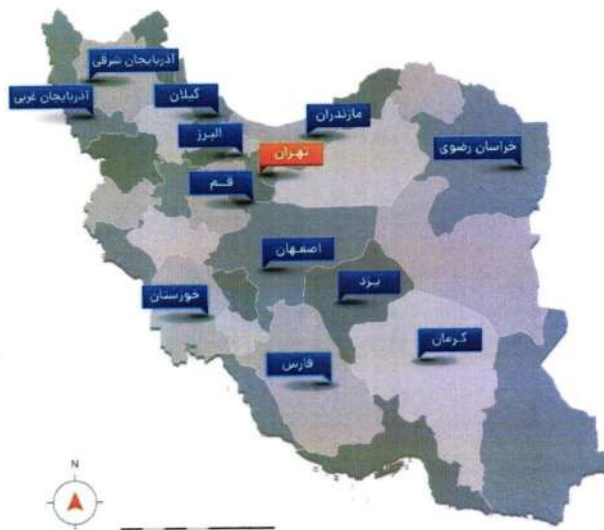 آذربایجان شرقی
آذربایجان غربی
گیلان
مازندران
البرز
تهران
خراسان رضوی
قم
اصفهان
یزد
خوزستان
کرمان
فارس
N